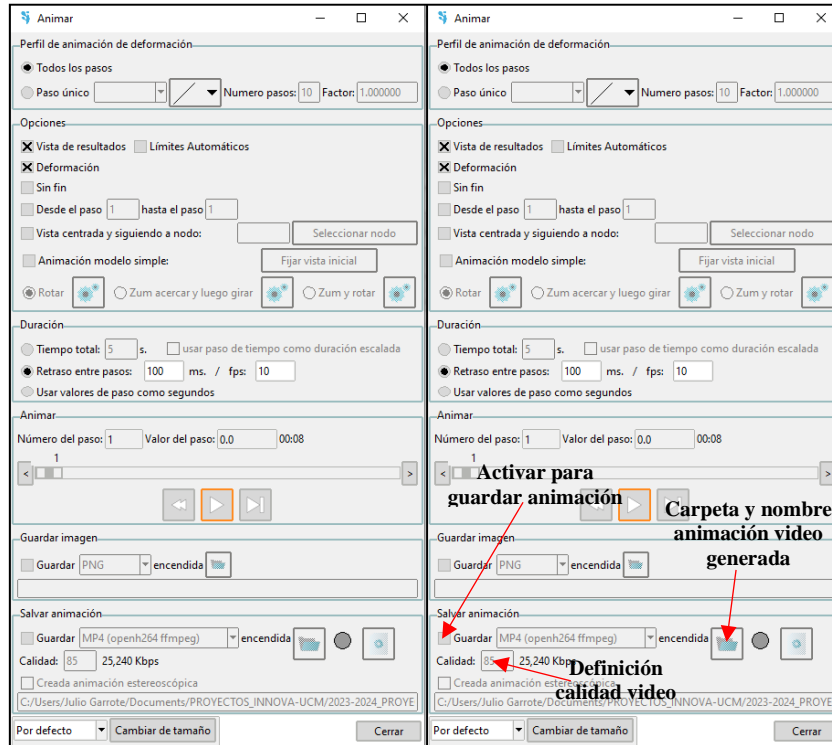 Animar
Perfil de animación de deformación
Todos los pasos
Paso único Numero pasos: 10 Factor: 1.000000
Opciones
Vista de resultados Límites Automáticos
Deformación
Sin fin
Desde el paso 1 hasta el paso 1
Vista centrada y siguiendo a nodo: Seleccionar nodo
Animación modelo simple: Fijar vista inicial
Rotar Zum acercar y luego girar Zum y rotar
Duración
Tiempo total: 5 s. usar paso de tiempo como duración escalada
Retraso entre pasos: 100 ms. / fps: 10
Usar valores de paso como segundos
Animar
Número del paso: 1 Valor del paso: 0.0 00:08
1
Guardar imagen
Guardar PNG encendida
Salvar animación
Guardar MP4 (openh264 ffmpeg) encendida
Calidad: 85 25,240 Kbps
Creada animación estereoscópica
C:/Users/Julio Garrote/Documents/PROYECTOS_INNOVA-UCM/2023-2024_PROYE
Por defecto Cambiar de tamaño Cerrar
Animar
Perfil de animación de deformación
Todos los pasos
Paso único Numero pasos: 10 Factor: 1.000000
Opciones
Vista de resultados Límites Automáticos
Deformación
Sin fin
Desde el paso 1 hasta el paso 1
Vista centrada y siguiendo a nodo: Seleccionar nodo
Animación modelo simple: Fijar vista inicial
Rotar Zum acercar y luego girar Zum y rotar
Duración
Tiempo total: 5 s. usar paso de tiempo como duración escalada
Retraso entre pasos: 100 ms. / fps: 10
Usar valores de paso como segundos
Animar
Número del paso: 1 Valor del paso: 0.0 00:08
1
Activar para
guardar animación
Carpeta y nombre
animación video
generada
Guardar imagen
Guardar PNG encendida
Salvar animación
Guardar MP4 (openh264 ffmpeg) encendida
Calidad: 85 25,240 Kbps
Definición
calidad video
Creada animación estereoscópica
C:/Users/Julio Garrote/Documents/PROYECTOS_INNOVA-UCM/2023-2024_PROYE
Por defecto Cambiar de tamaño Cerrar